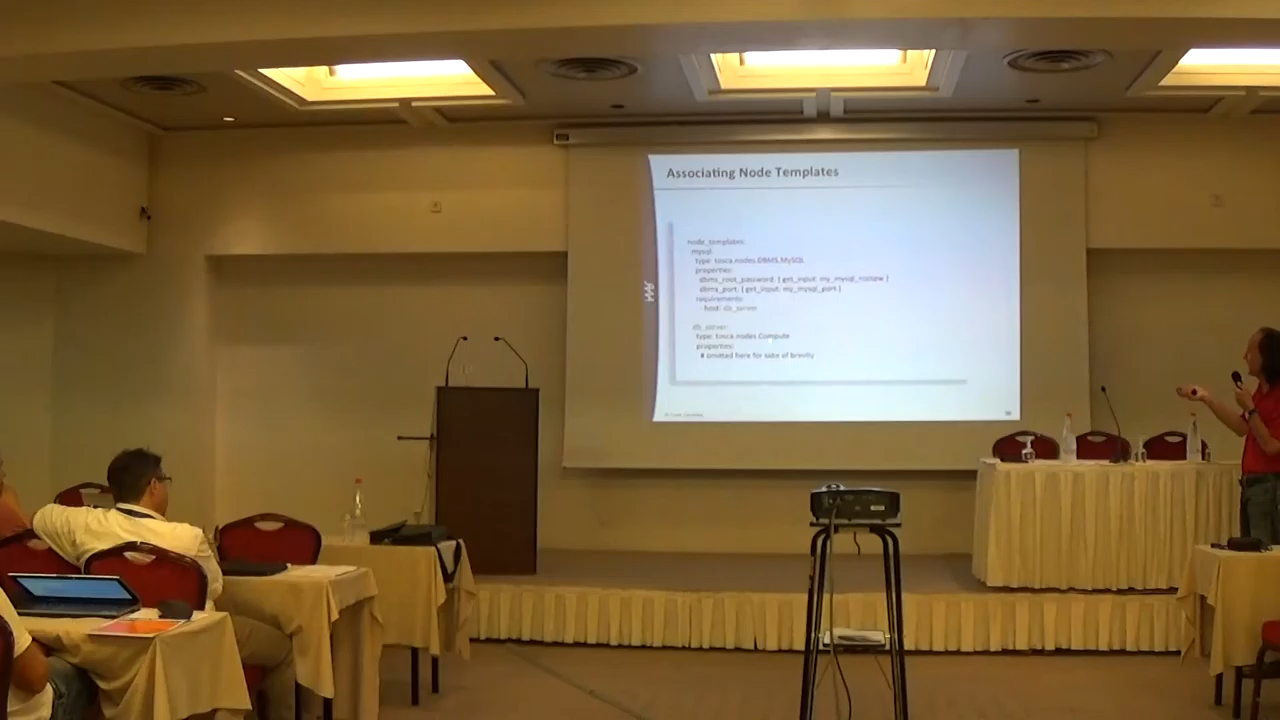 Associating Node Templates
node_templates:
mysql
type: tosca.nodes.DBMS.MySQL
properties:
dbms_root_password: { get_input: my_mysql_rootpw }
dbms_port: { get_input: my_mysql_port }
requirements:
- host: db_server
db_server:
type: tosca.nodes.Compute
properties:
# omitted here for sake of brevity